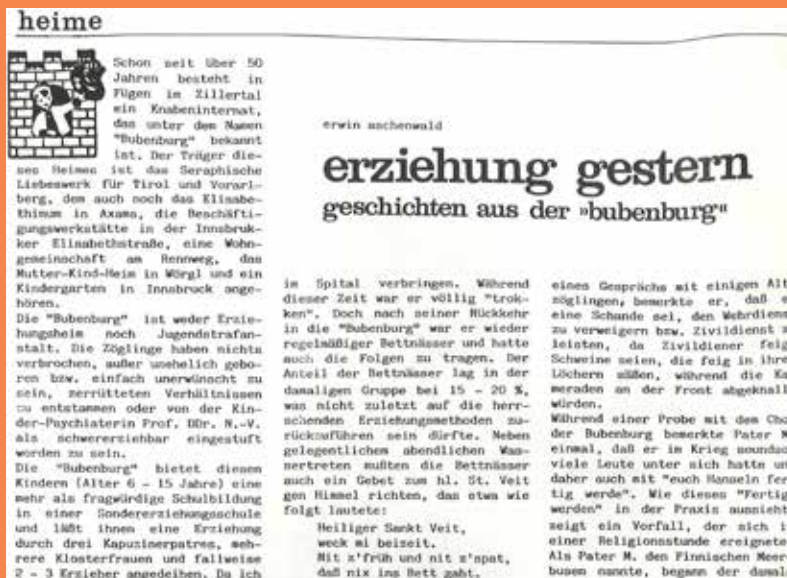 heime
Schon seit über 50
Jahren besteht in
Fügen im Zillertal
ein Knabeninternat,
das unter dem Namen
"Bubenburg" bekannt
ist. Der Träger die-
ses Heimes ist das Seraphische
Liebeswerk für Tirol und Vorarl-
berg, dem auch noch das Elisabe-
thinum in Axams, die Beschäfti-
gungswerkstätte in der Innsbruk-
ker Elisabethstraße, eine Wohn-
gemeinschaft am Rennweg, das
Mutter-Kind-Heim in Wörgl und ein
Kindergarten in Innsbruck ange-
hören.
Die "Bubenburg" ist weder Erzie-
hungsheim noch Jugendstrafan-
stalt. Die Zöglinge haben nichts
verbrochen, außer unehelich gebo-
ren bzw. einfach unerwünscht zu
sein, zerrütteten Verhältnissen
zu entstammen oder von der Kin-
der-Psychiaterin Prof. DDr. N.-V.
als schwererziehbar eingestuft
worden zu sein.
Die "Bubenburg" bietet diesen
Kindern (Alter 6 - 15 Jahre) eine
mehr als fragwürdige Schulbildung
in einer Sondererziehungsschule
und läßt ihnen eine Erziehung
durch drei Kapuzinerpatres, meh-
rere Klosterfrauen und fallweise
2 - 3 Erzieher angedeihen. Da ich
erwin aschenwald
erziehung gestern
geschichten aus der »bubenburg«
im Spital verbringen. Während
dieser Zeit war er völlig "trok-
ken". Doch nach seiner Rückkehr
in die "Bubenburg" war er wieder
regelmäßiger Bettnässer und hatte
auch die Folgen zu tragen. Der
Anteil der Bettnässer lag in der
damaligen Gruppe bei 15 - 20 %,
was nicht zuletzt auf die herr-
schenden Erziehungsmethoden zu-
rückzuführen sein dürfte. Neben
gelegentlichem abendlichen Was-
sertreten mußten die Bettnässer
auch ein Gebet zum hl. St. Veit
gen Himmel richten, das etwa wie
folgt lautete:
Heiliger Sankt Veit,
weck mi beizeit.
Nit z'früh und nit z'spat,
daß nix ins Bett gaht.
eines Gesprächs mit einigen Alt
zöglingen, bemerkte er, daß e
eine Schande sei, den Wehrdiens
zu verweigern bzw. Zivildienst z
leisten, da Zivildiener feig
Schweine seien, die feig in ihre
Löchern säßen, während die Ka
meraden an der Front abgeknall
würden.
Während einer Probe mit dem Cho
der Bubenburg bemerkte Pater M
einmal, daß er im Krieg soundso
viele Leute unter sich hatte un
daher auch mit "euch Hanseln fer
tig werde". Wie dieses "Fertig
werden" in der Praxis aussieht
zeigt ein Vorfall, der sich i
einer Religionsstunde ereignete
Als Pater M. den Finnischen Meer
busen nannte, begann der damal